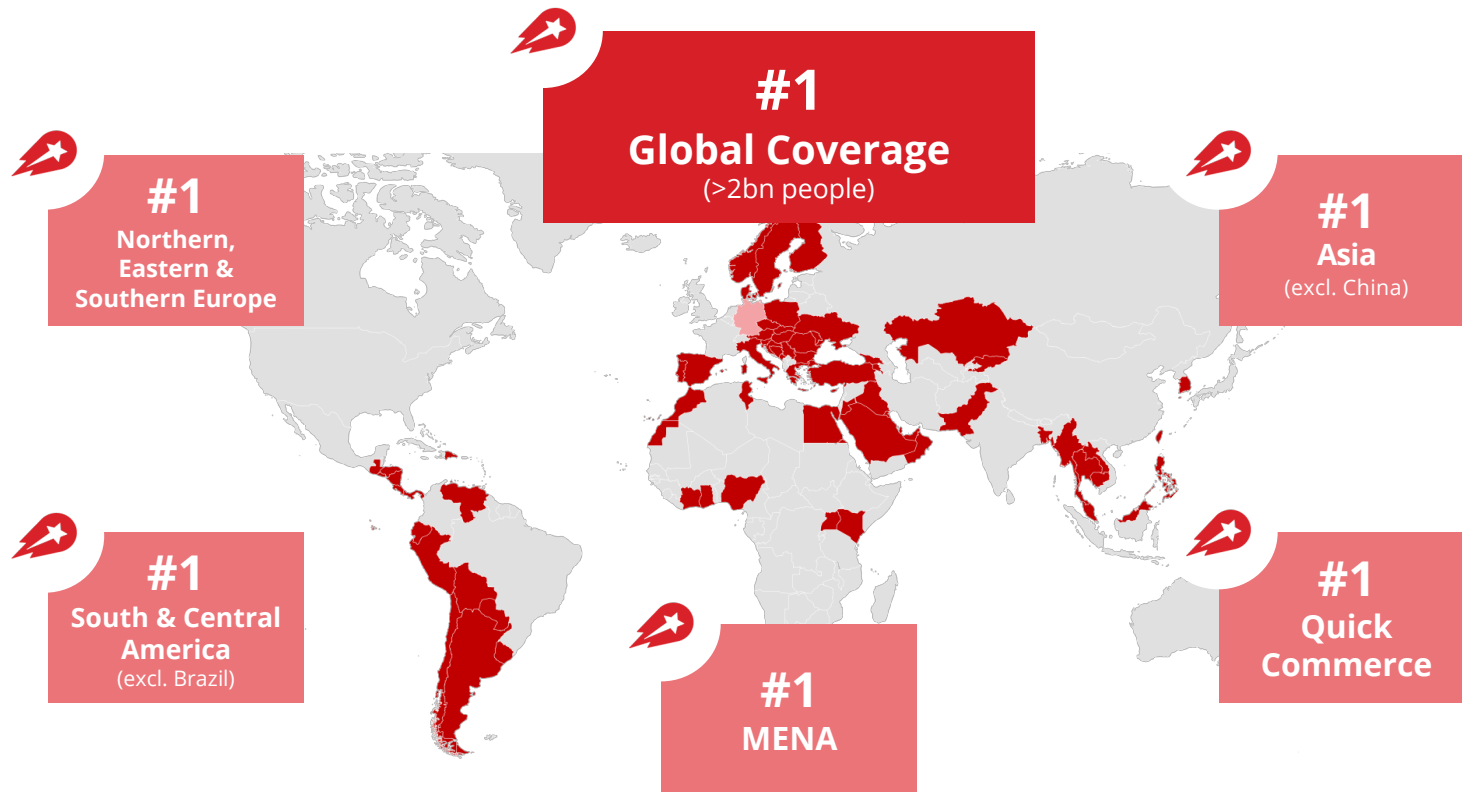 #1
Global Coverage
(>2bn people)
#1
Northern,
Eastern &
Southern Europe
#1
Asia
(excl. China)
#1
South & Central
America
(excl. Brazil)
#1
MENA
#1
Quick
Commerce